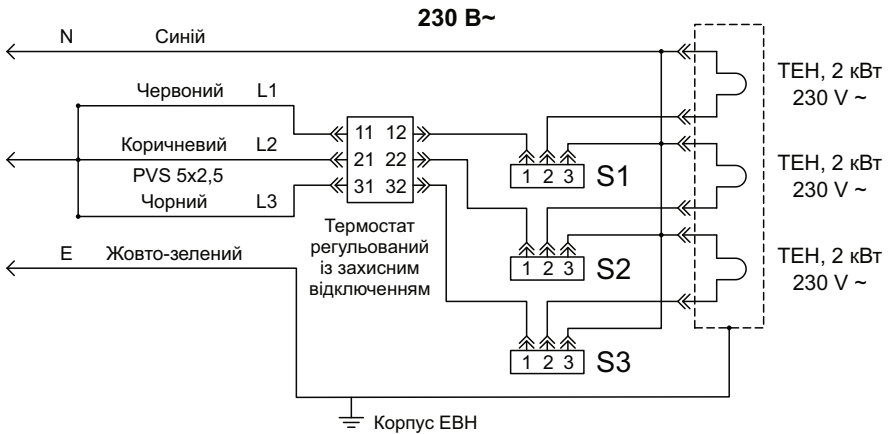 230 В~
N Синій
ТЕН, 2 кВт
230 V ~
Червоний L1
11 12
Коричневий L2
21 22
PVS 5x2,5
Чорний L3
31 32
1 2 3 S1
ТЕН, 2 кВт
230 V ~
Термостат
регульований
із захисним
відключенням
E Жовто-зелений
1 2 3 S2
ТЕН, 2 кВт
230 V ~
1 2 3 S3
Корпус ЕВН